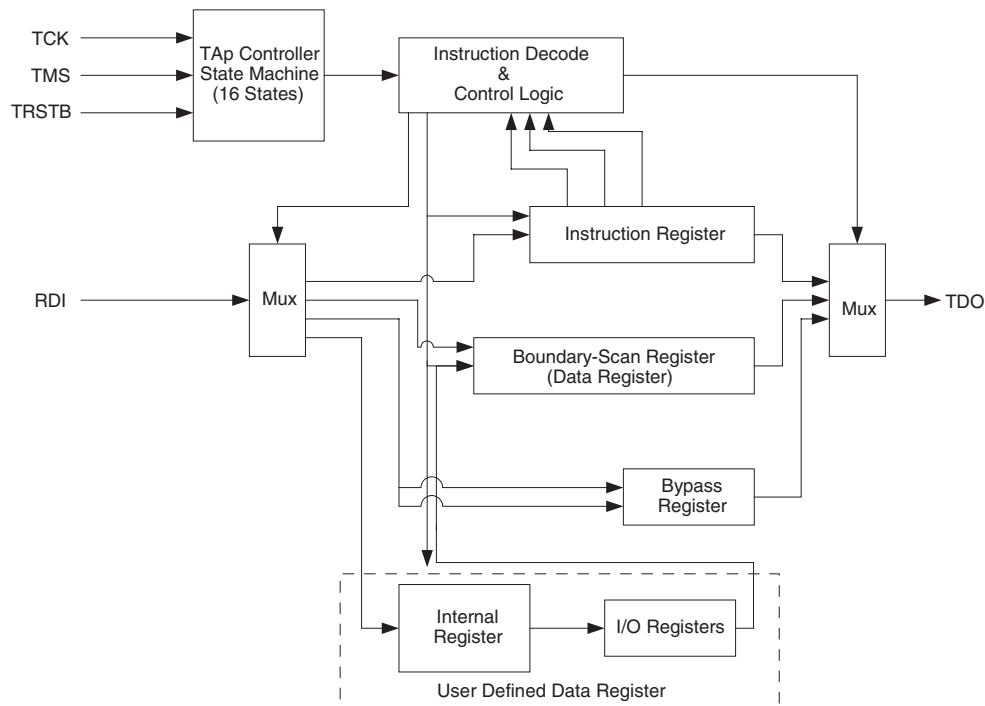 TCK
TMS
TRSTB
TAp Controller
State Machine
(16 States)
Instruction Decode
&
Control Logic
Instruction Register
RDI
Mux
Mux
TDO
Boundary-Scan Register
(Data Register)
Bypass
Register
Internal
Register
I/O Registers
User Defined Data Register